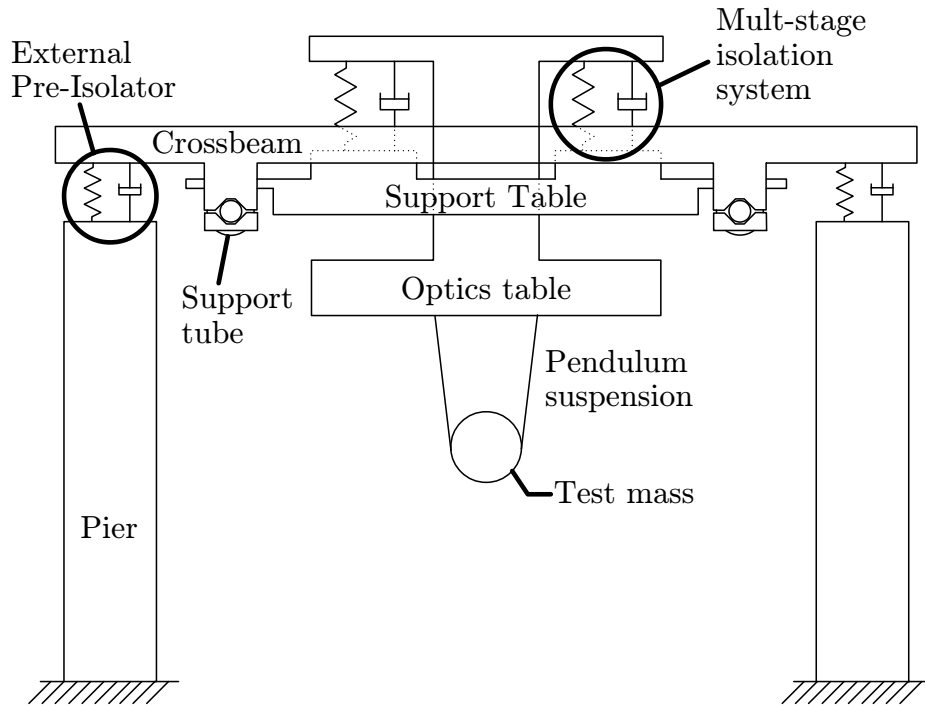 External
Pre-Isolator
Mult-stage
isolation
system
Crossbeam
Support Table
Support
tube
Optics table
Pendulum
suspension
Test mass
Pier